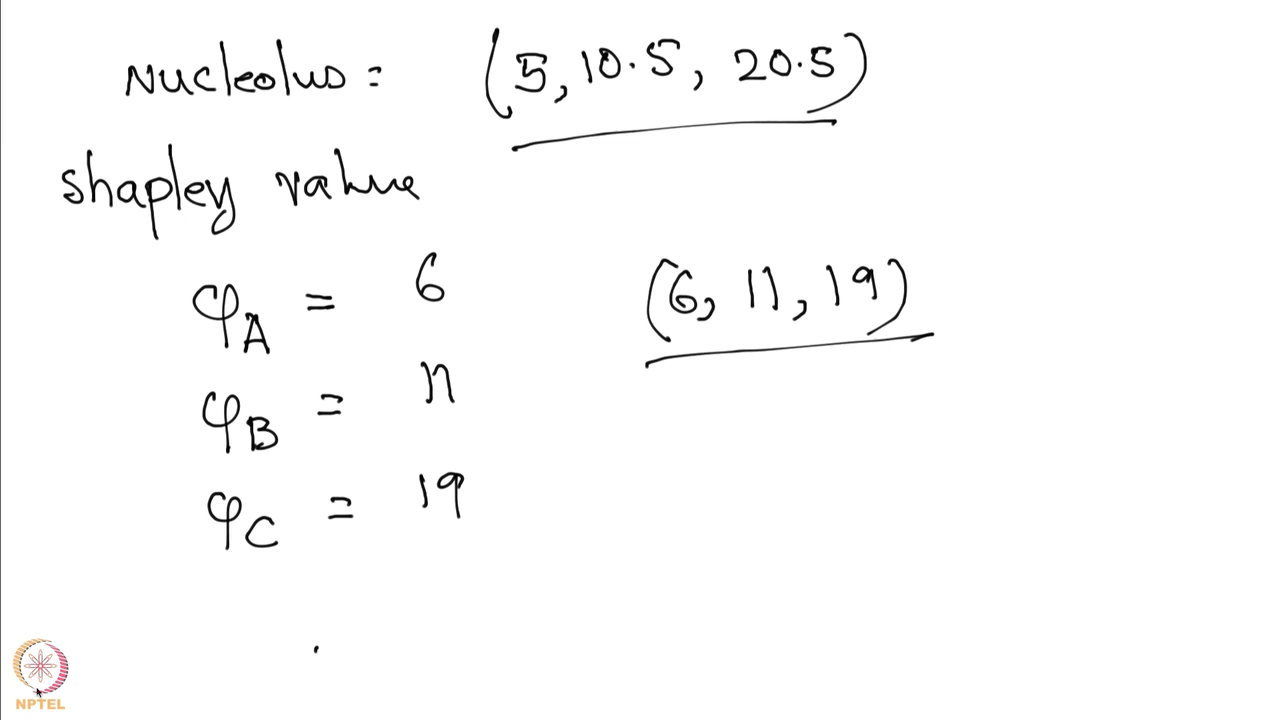 Nucleolus = (5, 10.5, 20.5)
Shapley value
φA = 6 (6, 11, 19)
φB = 11
φC = 19
NPTEL